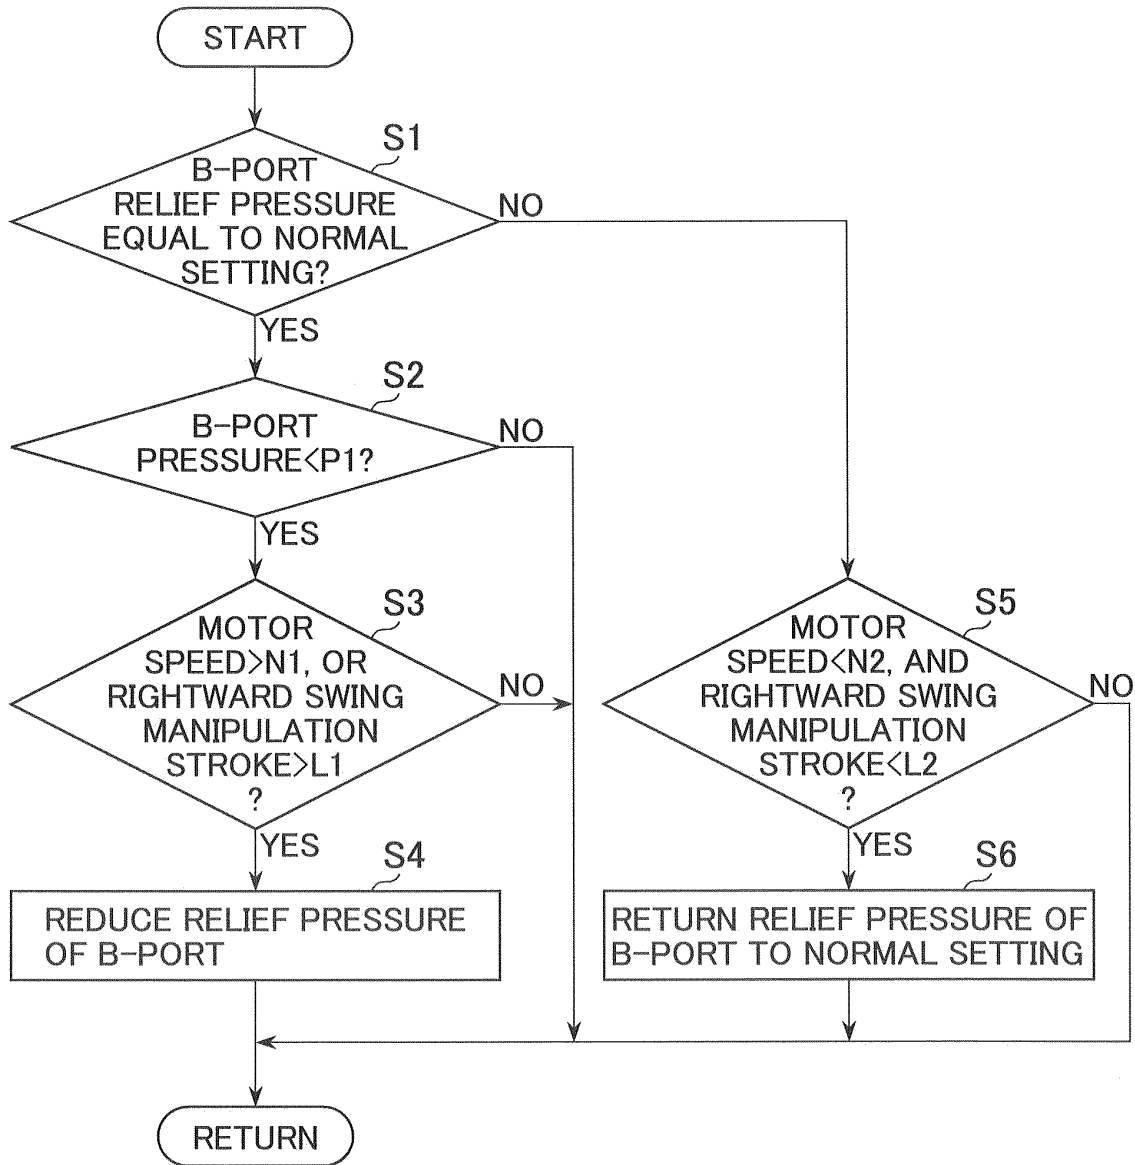 START
S1
B-PORT
RELIEF PRESSURE
EQUAL TO NORMAL
SETTING?
NO
YES
S2
B-PORT
PRESSURE<P1?
NO
YES
S3
MOTOR
SPEED>N1, OR
RIGHTWARD SWING
MANIPULATION
STROKE>L1
?
NO
YES
S4
REDUCE RELIEF PRESSURE
OF B-PORT
S5
MOTOR
SPEED<N2, AND
RIGHTWARD SWING
MANIPULATION
STROKE<L2
?
NO
YES
S6
RETURN RELIEF PRESSURE OF
B-PORT TO NORMAL SETTING
RETURN